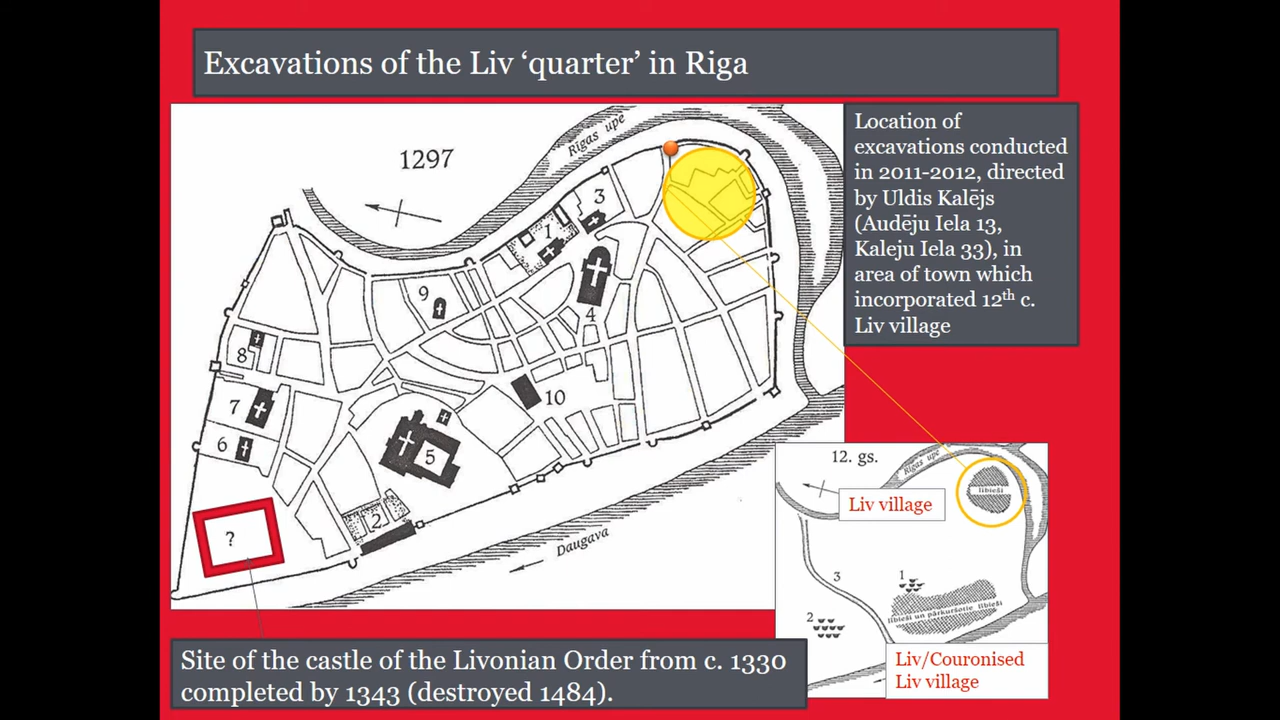 Excavations of the Liv ‘quarter’ in Riga
1297
Rigas upe
3
1
9
4
8
10
7
6
5
2
?
Daugava
Location of
excavations conducted
in 2011-2012, directed
by Uldis Kalējs
(Audēju Iela 13,
Kaleju Iela 33), in
area of town which
incorporated 12th c.
Liv village
12. gs.
Rigas upe
lībieši
Liv village
3
1
2
lībieši un pārkuršotie lībieši
Liv/Couronised
Liv village
Site of the castle of the Livonian Order from c. 1330
completed by 1343 (destroyed 1484).